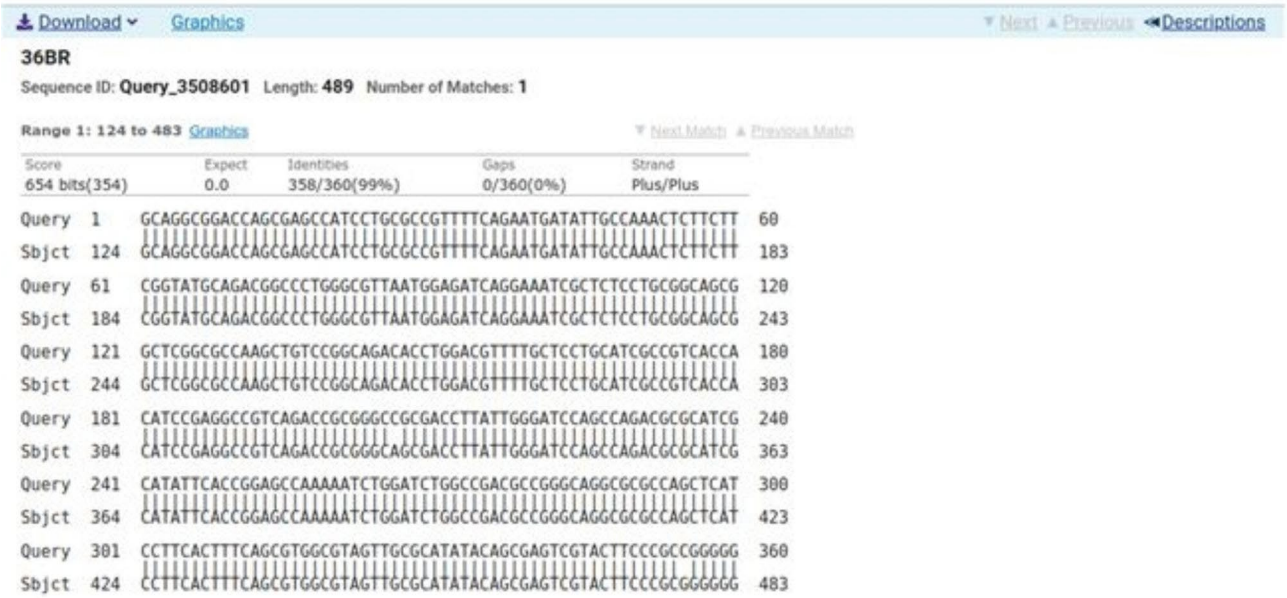 Download Graphics Next Previous Descriptions
36BR
Sequence ID: Query_3508601 Length: 489 Number of Matches: 1
Range 1: 124 to 483 Graphics Next Match Previous Match
Score Expect Identities Gaps Strand
654 bits(354) 0.0 358/360(99%) 0/360(0%) Plus/Plus
Query 1 GCAGGCGGACCAGCGAGCCATCCTGCGCCGTTTTCAGAATGATATTGCCAAACTCTTCTT 60
Sbjct 124 GCAGGCGGACCAGCGAGCCATCCTGCGCCGTTTTCAGAATGATATTGCCAAACTCTTCTT 183
Query 61 CGGTATGCAGACGGCCCTGGGCGTTAATGGAGATCAGGAAATCGCTCTCCTGCGGCAGCG 120
Sbjct 184 CGGTATGCAGACGGCCCTGGGCGTTAATGGAGATCAGGAAATCGCTCTCCTGCGGCAGCG 243
Query 121 GCTCGGCGCCAAGCTGTCCGGCAGACACCTGGACGTTTTGCTCCTGCATCGCCGTCACCA 180
Sbjct 244 GCTCGGCGCCAAGCTGTCCGGCAGACACCTGGACGTTTTGCTCCTGCATCGCCGTCACCA 303
Query 181 CATCCGAGGCCGTCAGACCGCGGGCCGCGACCTTATTGGGATCCAGCCAGACGCGCATCG 240
Sbjct 304 CATCCGAGGCCGTCAGACCGCGGGCAGCGACCTTATTGGGATCCAGCCAGACGCGCATCG 363
Query 241 CATATTCACCGGAGCCAAAAATCTGGATCTGGCCGACGCCGGGCAGGCGCGCCAGCTCAT 300
Sbjct 364 CATATTCACCGGAGCCAAAAATCTGGATCTGGCCGACGCCGGGCAGGCGCGCCAGCTCAT 423
Query 301 CCTTCACTTTCAGCGTGGCGTAGTTGCGCATATACAGCGAGTCGTACTTCCCGCCGGGGG 360
Sbjct 424 CCTTCACTTTCAGCGTGGCGTAGTTGCGCATATACAGCGAGTCGTACTTCCCGCGGGGGG 483